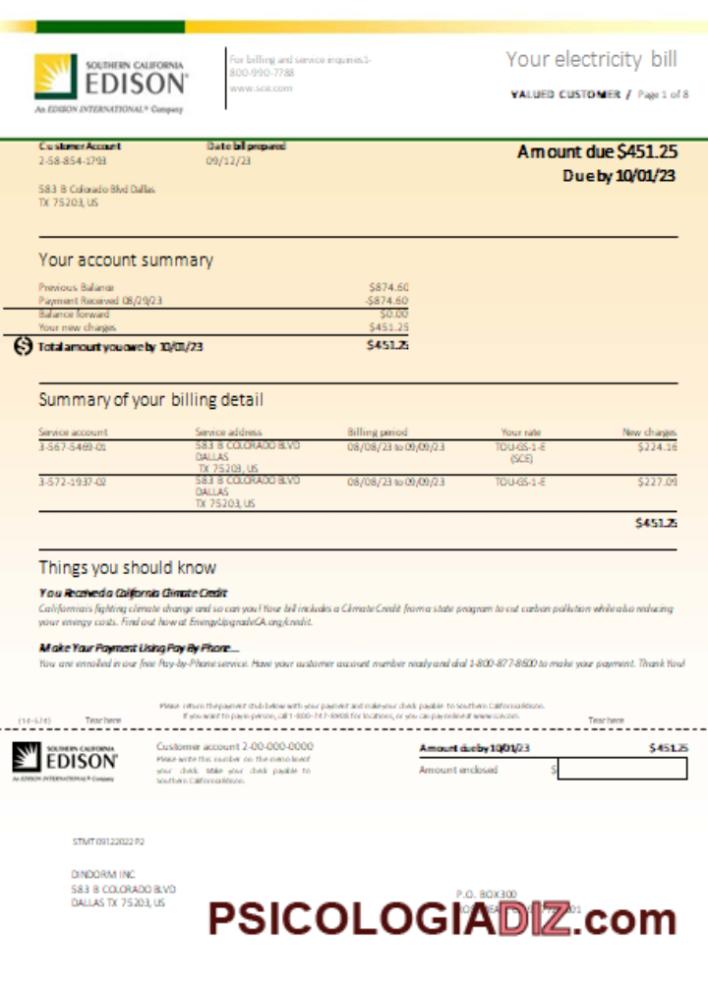 SOUTHERN CALIFORNIA
EDISON®
An EDISON INTERNATIONAL® Company
For billing and service inquiries1-
800-990-7788
www.sce.com
Your electricity bill
VALUED CUSTOMER / Page 1 of 8
Customer Account
2-58-854-1793
Date bill prepared
09/12/23
Amount due $451.25
Due by 10/01/23
583 B Colorado Blvd Dallas
TX 75203, US
Your account summary
Previous Balance $874.60
Payment Received 08/29/23 -$874.60
Balance forward $0.00
Your new charges $451.25
Total amount you owe by 10/01/23 $451.25
Summary of your billing detail
Service account Service address Billing period Your rate New charges
3-567-5469-01 583 B COLORADO BLVD 08/08/23 to 09/09/23 TOU-GS-1-E $224.16
DALLAS (SCE)
TX 75203, US
3-572-1937-02 583 B COLORADO BLVD 08/08/23 to 09/09/23 TOU-GS-1-E $227.09
DALLAS
TX 75203, US
$451.25
Things you should know
You Received a California Climate Credit
California is fighting climate change and so can you! Your bill includes a Climate Credit from a state program to cut carbon pollution while also reducing
your energy costs. Find out how at EnergyUpgradeCA.org/credit.
Make Your Payment Using Pay By Phone...
You are enrolled in our free Pay-by-Phone service. Have your customer account number ready and dial 1-800-877-8600 to make your payment. Thank You!
Please return the payment stub below with your payment and make your check payable to Southern California Edison.
If you want to pay in person, call 1-800-747-8908 for locations, or you can pay online at www.sce.com.
(14-574) Tear here Tear here
SOUTHERN CALIFORNIA
EDISON®
An EDISON INTERNATIONAL® Company
Customer account 2-00-000-0000
Please write this number on the memo line of
your check. Make your check payable to
Southern California Edison.
Amount due by 10/01/23 $451.25
Amount enclosed $
STMT 09122022 P2
DINDORM INC
583 B COLORADO BLVD
DALLAS TX 75203, US
P.O. BOX 300
PSICOLOGIADIZ.com